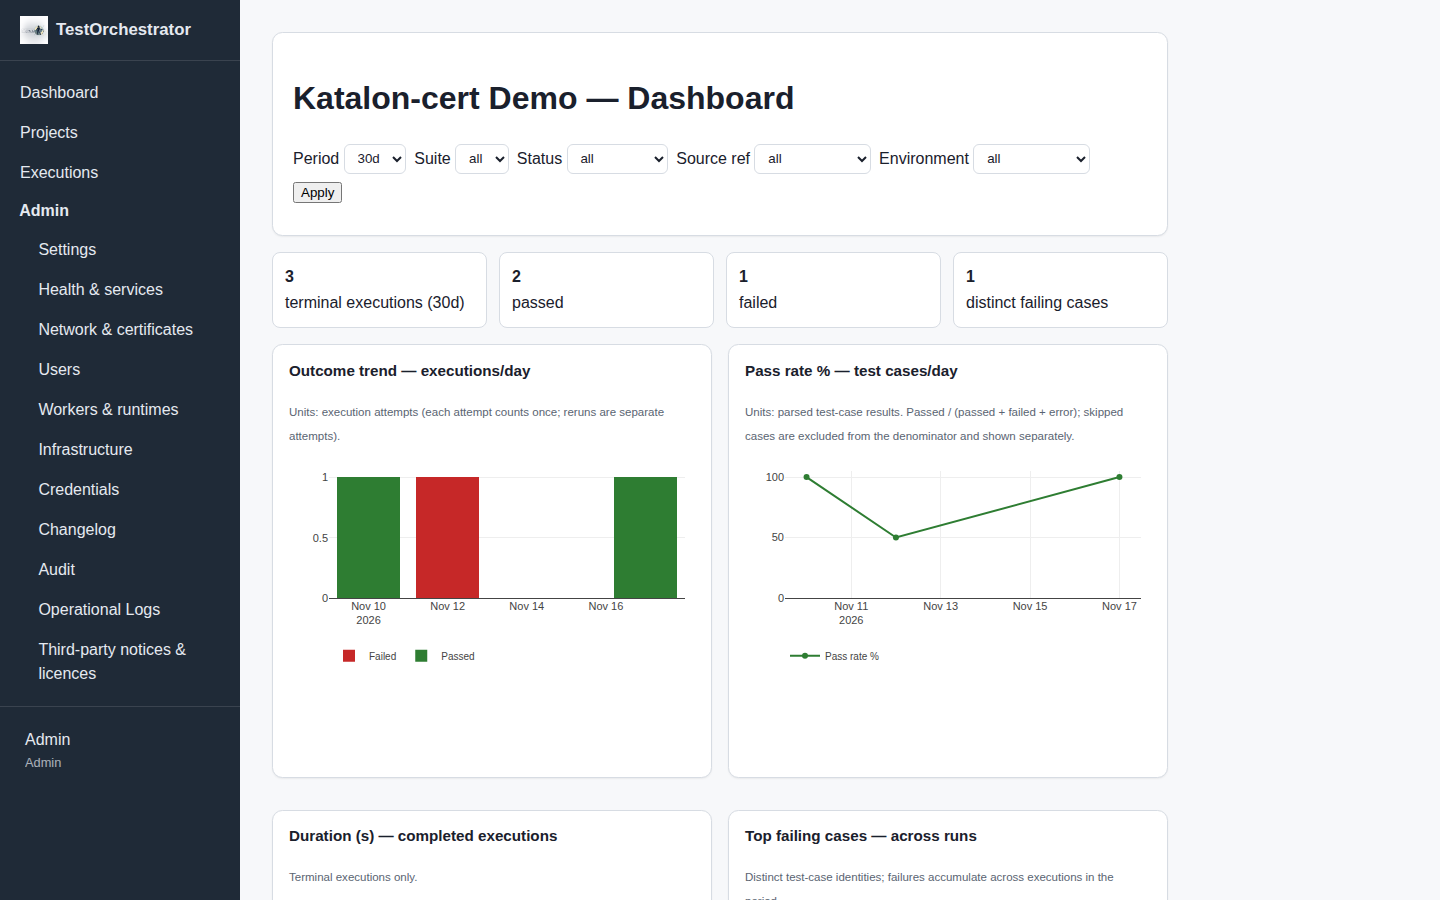 TestOrchestrator
Dashboard
Projects
Executions
Admin
Settings
Health & services
Network & certificates
Users
Workers & runtimes
Infrastructure
Credentials
Changelog
Audit
Operational Logs
Third-party notices &
licences
Admin
Admin
Katalon-cert Demo — Dashboard
Period 30d Suite all Status all Source ref all Environment all
Apply
3
terminal executions (30d)
2
passed
1
failed
1
distinct failing cases
Outcome trend — executions/day
Units: execution attempts (each attempt counts once; reruns are separate
attempts).
1
0.5
0
Nov 10 Nov 12 Nov 14 Nov 16
2026
Failed Passed
Pass rate % — test cases/day
Units: parsed test-case results. Passed / (passed + failed + error); skipped
cases are excluded from the denominator and shown separately.
100
50
0
Nov 11 Nov 13 Nov 15 Nov 17
2026
Pass rate %
Duration (s) — completed executions
Terminal executions only.
Top failing cases — across runs
Distinct test-case identities; failures accumulate across executions in the
period.